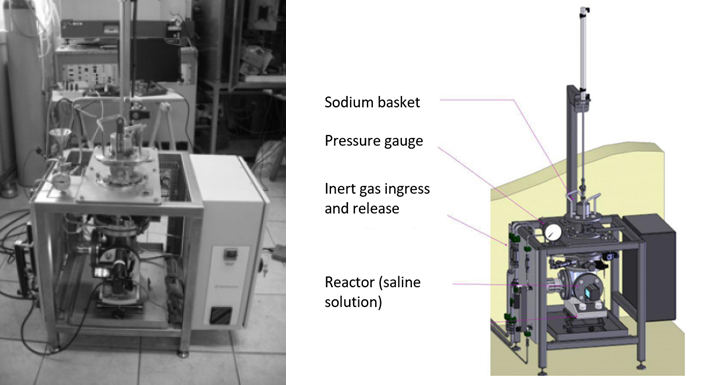 Sodium basket
Pressure gauge
Inert gas ingress
and release
Reactor (saline
solution)